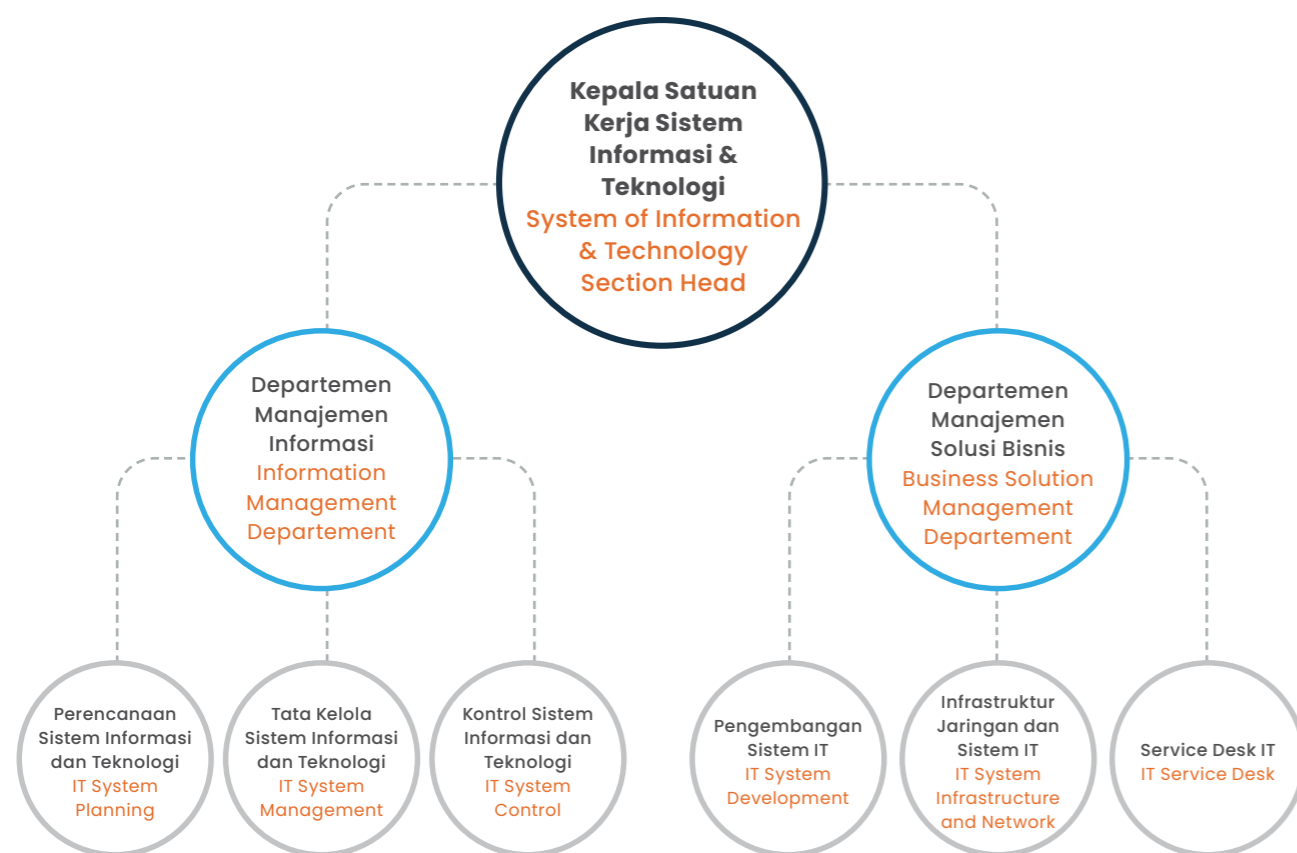 Kepala Satuan
Kerja Sistem
Informasi &
Teknologi
System of Information
& Technology
Section Head
Departemen
Manajemen
Informasi
Information
Management
Departement
Departemen
Manajemen
Solusi Bisnis
Business Solution
Management
Departement
Perencanaan
Sistem Informasi
dan Teknologi
IT System
Planning
Tata Kelola
Sistem Informasi
dan Teknologi
IT System
Management
Kontrol Sistem
Informasi dan
Teknologi
IT System
Control
Pengembangan
Sistem IT
IT System
Development
Infrastruktur
Jaringan dan
Sistem IT
IT System
Infrastructure
and Network
Service Desk IT
IT Service Desk